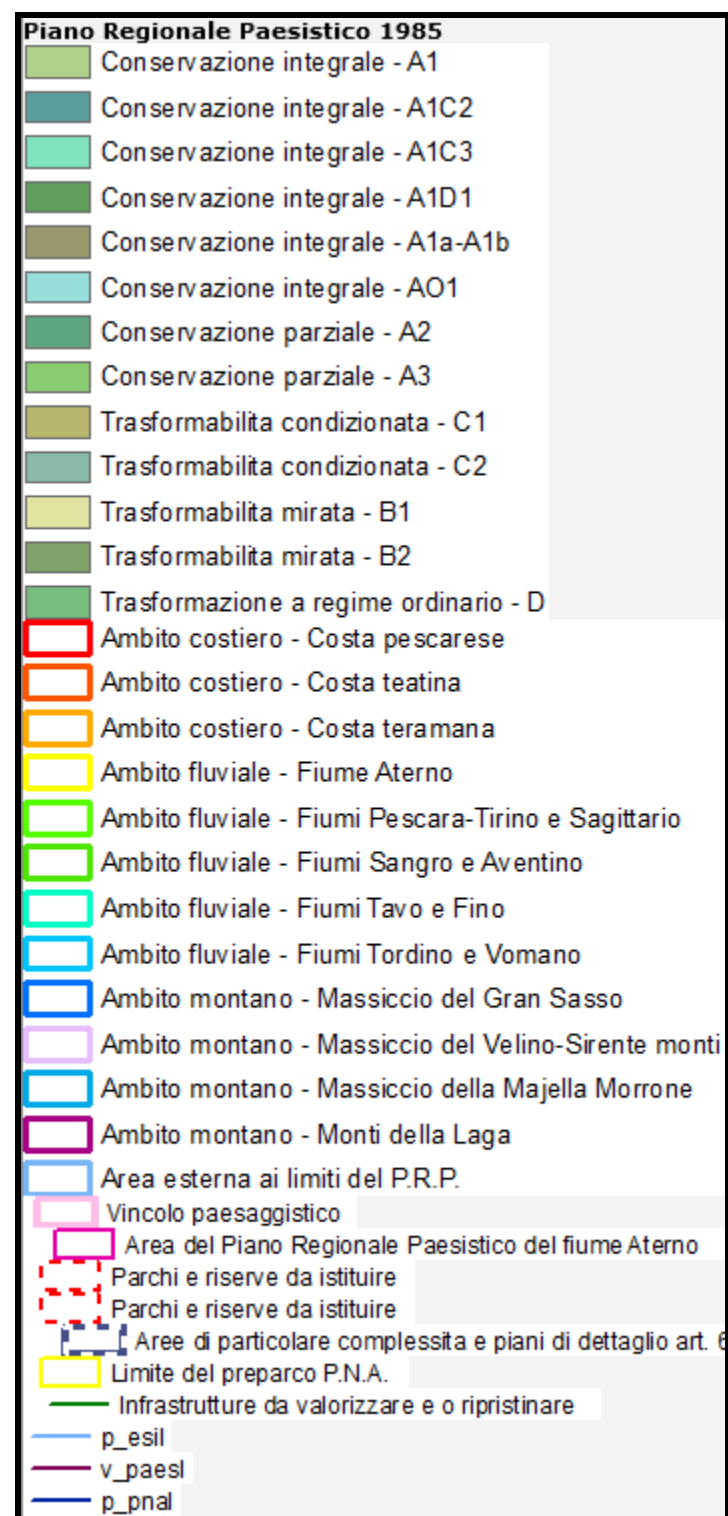 Piano Regionale Paesistico 1985
Conservazione integrale - A1
Conservazione integrale - A1C2
Conservazione integrale - A1C3
Conservazione integrale - A1D1
Conservazione integrale - A1a-A1b
Conservazione integrale - AO1
Conservazione parziale - A2
Conservazione parziale - A3
Trasformabilita condizionata - C1
Trasformabilita condizionata - C2
Trasformabilita mirata - B1
Trasformabilita mirata - B2
Trasformazione a regime ordinario - D
Ambito costiero - Costa pescarese
Ambito costiero - Costa teatina
Ambito costiero - Costa teramana
Ambito fluviale - Fiume Aterno
Ambito fluviale - Fiumi Pescara-Tirino e Sagittario
Ambito fluviale - Fiumi Sangro e Aventino
Ambito fluviale - Fiumi Tavo e Fino
Ambito fluviale - Fiumi Tordino e Vomano
Ambito montano - Massiccio del Gran Sasso
Ambito montano - Massiccio del Velino-Sirente monti
Ambito montano - Massiccio della Majella Morrone
Ambito montano - Monti della Laga
Area esterna ai limiti del P.R.P.
Vincolo paesaggistico
Area del Piano Regionale Paesistico del fiume Aterno
Parchi e riserve da istituire
Parchi e riserve da istituire
Aree di particolare complessita e piani di dettaglio art. 6
Limite del preparco P.N.A.
Infrastrutture da valorizzare e o ripristinare
p_esil
v_paesl
p_pnal